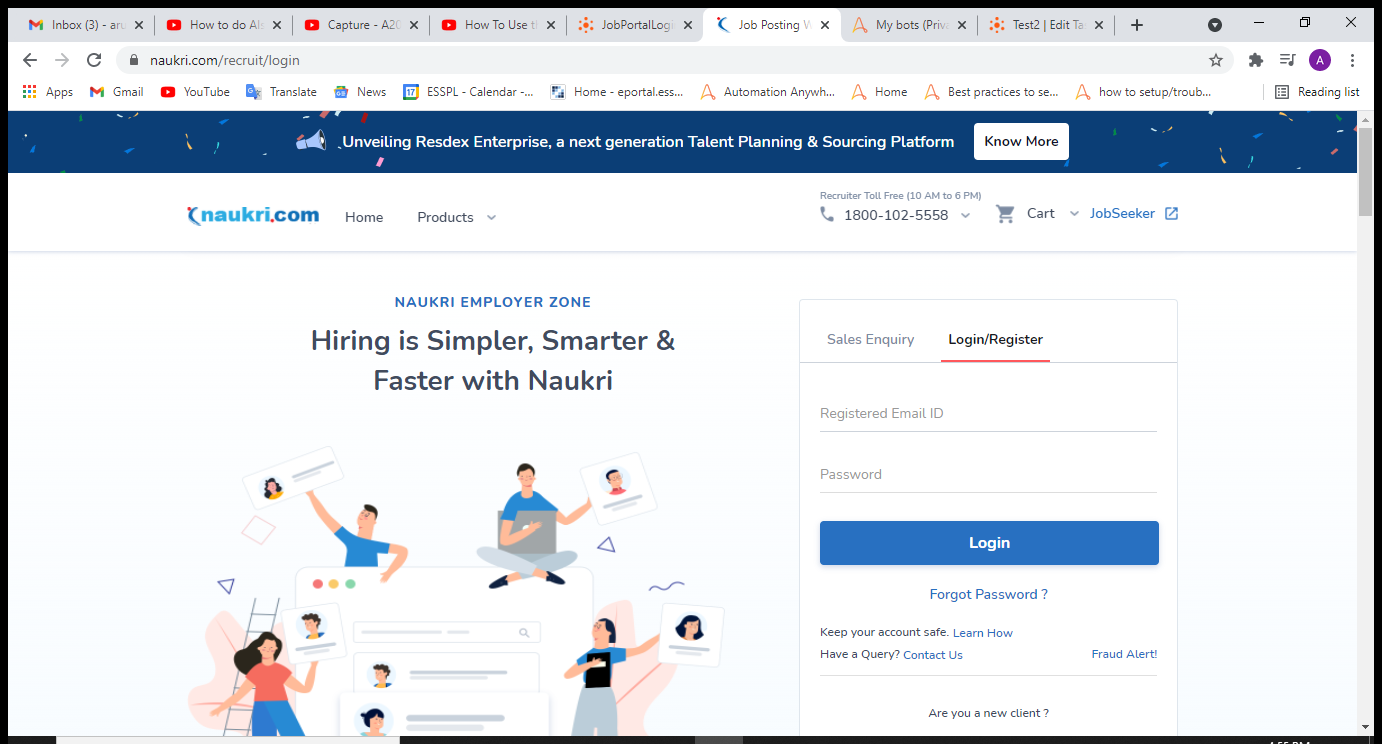 Inbox (3) - aru
How to do Als
Capture - A20
How To Use th
JobPortalLogi
Job Posting W
My bots (Priva
Test2 | Edit Tas
naukri.com/recruit/login
A
Apps
Gmail
YouTube
Translate
News
17
ESSPL - Calendar -...
Home - eportal.ess...
Automation Anywh...
Home
Best practices to se...
how to setup/troub...
Reading list
Unveiling Resdex Enterprise, a next generation Talent Planning & Sourcing Platform
Know More
naukri.com
Home
Products
Recruiter Toll Free (10 AM to 6 PM)
1800-102-5558
Cart
JobSeeker
NAUKRI EMPLOYER ZONE
Hiring is Simpler, Smarter &
Faster with Naukri
Sales Enquiry
Login/Register
Registered Email ID
Password
Login
Forgot Password ?
Keep your account safe. Learn How
Have a Query? Contact Us
Fraud Alert!
Are you a new client ?